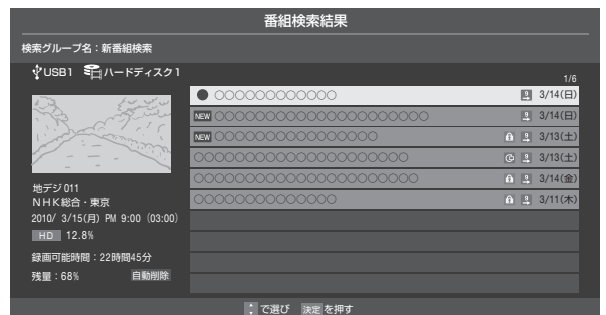 番組検索結果
検索グループ名：新番組検索
USB1 ハードディスク1
1/6
● ○○○○○○○○○○○○ 3/14(日)
NEW ○○○○○○○○○○○○○○○○○○○○○ 3/14(日)
NEW ○○○○○○○○○○○○○○○○ 3/13(土)
○○○○○○○○○○○○○○○○○○○○○ 3/13(土)
○○○○○○○○○○○○○○○○○○○○○○ 3/14(金)
○○○○○○○○○○○○○○ 3/11(木)
地デジ 011
NHK総合・東京
2010/ 3/15(月) PM 9:00 (03:00)
HD 12.8%
録画可能時間：22時間45分
残量：68% 自動削除
で選び 決定 を押す